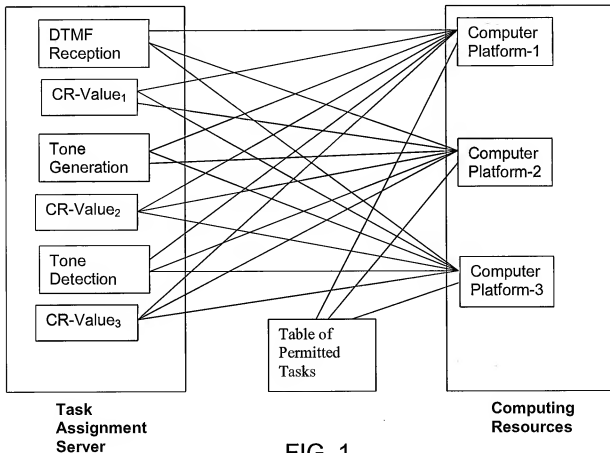 DTMF
Reception
CR-Value₁
Tone
Generation
CR-Value₂
Tone
Detection
CR-Value₃
Task
Assignment
Server
Table of
Permitted
Tasks
Computer
Platform-1
Computer
Platform-2
Computer
Platform-3
Computing
Resources
FIG. 1